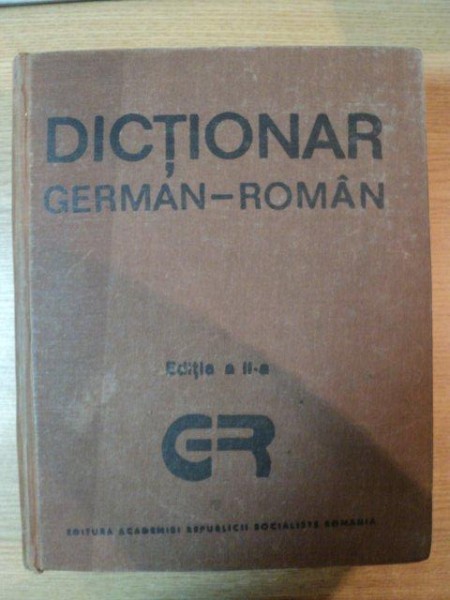 DICȚIONAR
GERMAN-ROMÂN
Ediția a II-a
GR
EDITURA ACADEMIEI REPUBLICII SOCIALISTE ROMÂNIA